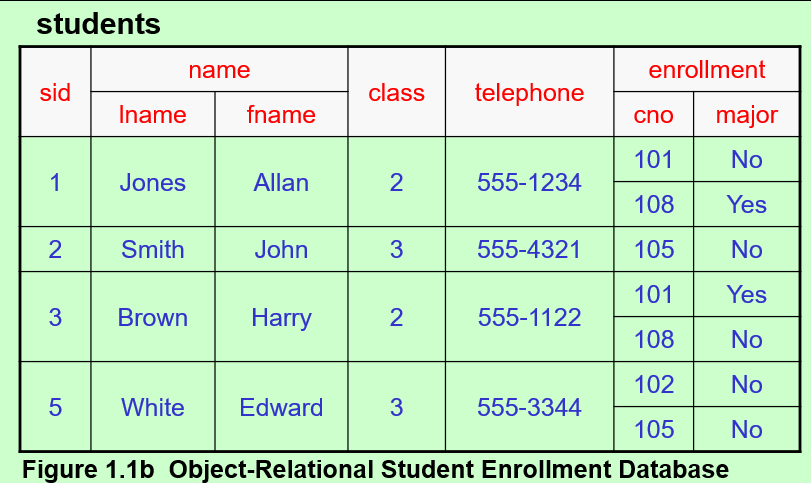 students
sid name class telephone enrollment
lname fname cno major
1 Jones Allan 2 555-1234 101 No
108 Yes
2 Smith John 3 555-4321 105 No
3 Brown Harry 2 555-1122 101 Yes
108 No
5 White Edward 3 555-3344 102 No
105 No
Figure 1.1b Object-Relational Student Enrollment Database